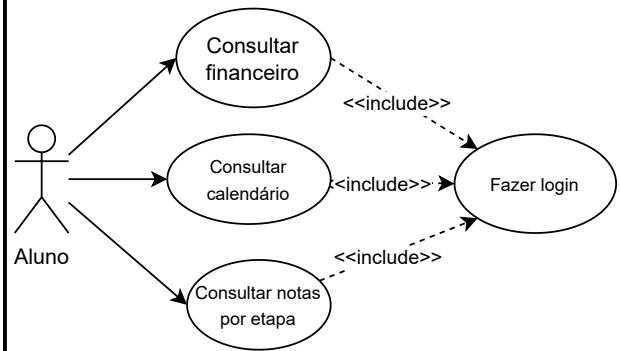 Consultar
financeiro
<<include>>
Consultar
calendário
<<include>>
Fazer login
Aluno
<<include>>
Consultar notas
por etapa